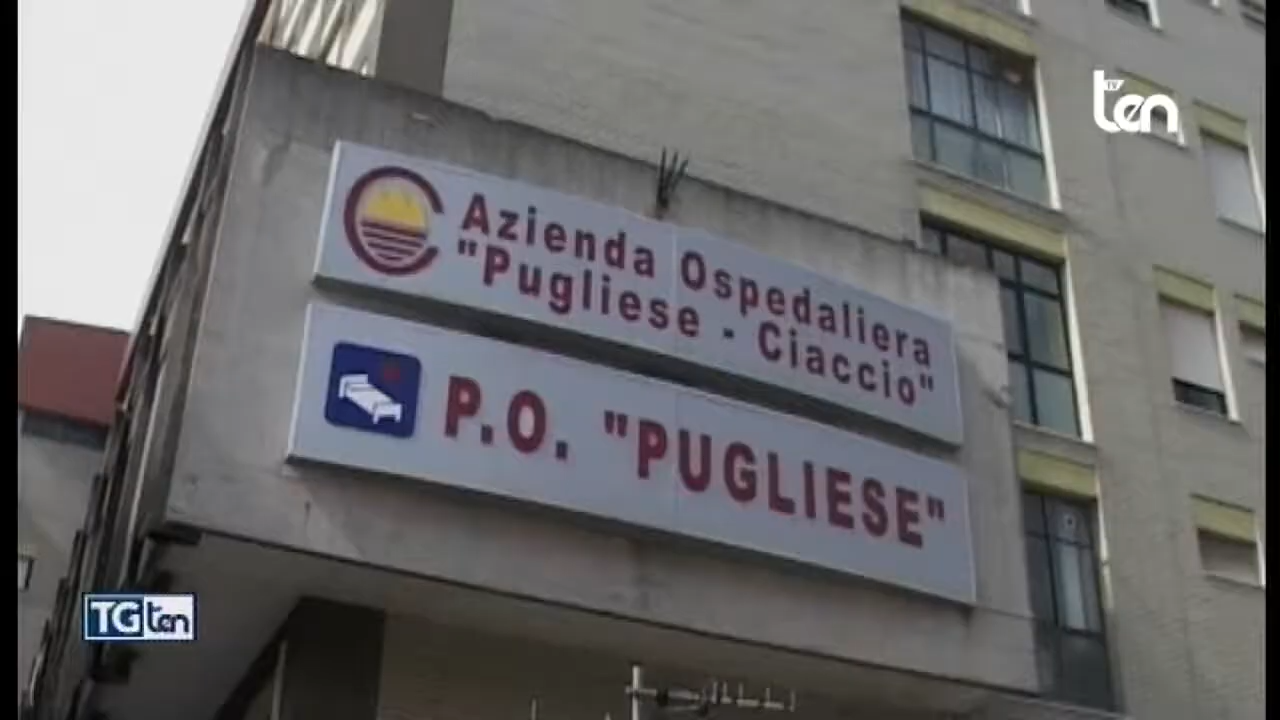 ten
TV
Azienda Ospedaliera
"Pugliese - Ciaccio"
P.O. "PUGLIESE"
TG ten